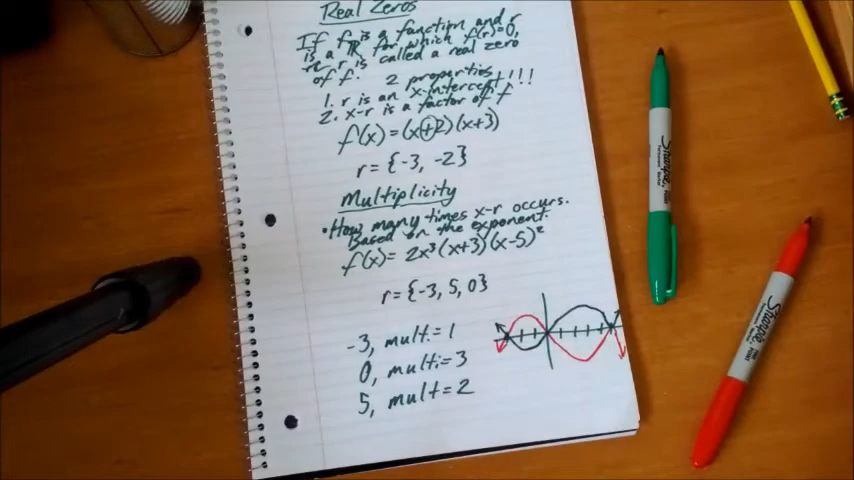 Real Zeros
If f is a function and r
is a ℝ for which f(r)=0,
r is called a real zero
of f.
2 properties
1. r is an x-intercept!!!
2. x-r is a factor of f
f(x) = (x+2)(x+3)
r = {-3, -2}
Multiplicity
• How many times x-r occurs.
Based on the exponent.
f(x) = 2x³(x+3)(x-5)²
r = {-3, 5, 0}
-3, mult. = 1
0, mult. = 3
5, mult = 2
Sharpie
Sharpie